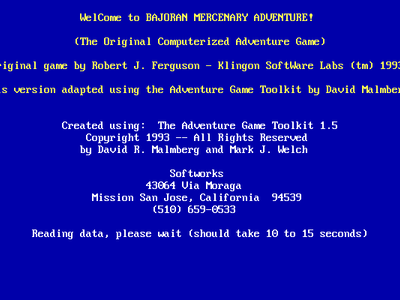 WelCome to BAJORAN MERCENARY ADVENTURE!
(The Original Computerized Adventure Game)
riginal game by Robert J. Ferguson - Klingon SoftWare Labs (tm) 1993
s version adapted using the Adventure Game Toolkit by David Malmber
Created using:  The Adventure Game Toolkit 1.5
Copyright 1993 -- All Rights Reserved
by David R. Malmberg and Mark J. Welch
Softworks
43064 Via Moraga
Mission San Jose, California  94539
(510) 659-0533
Reading data, please wait (should take 10 to 15 seconds)